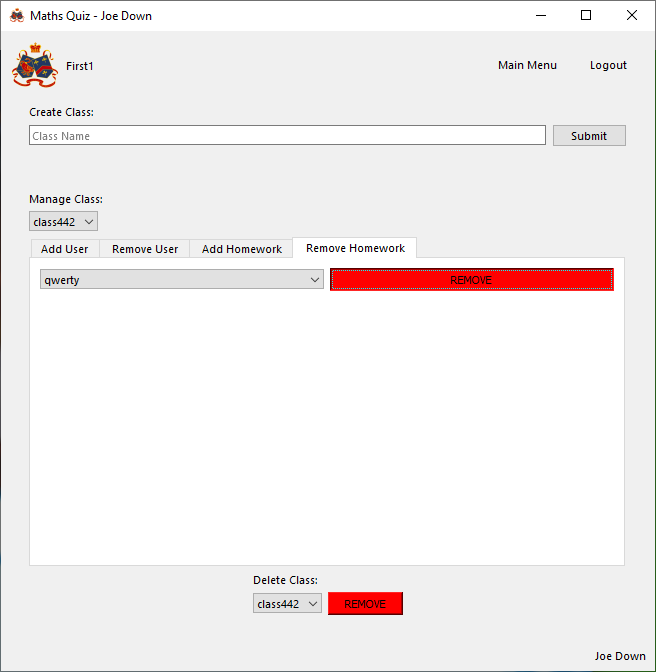 Maths Quiz - Joe Down
First1
Main Menu
Logout
Create Class:
Class Name
Submit
Manage Class:
class442
Add User
Remove User
Add Homework
Remove Homework
qwerty
REMOVE
Delete Class:
class442
REMOVE
Joe Down